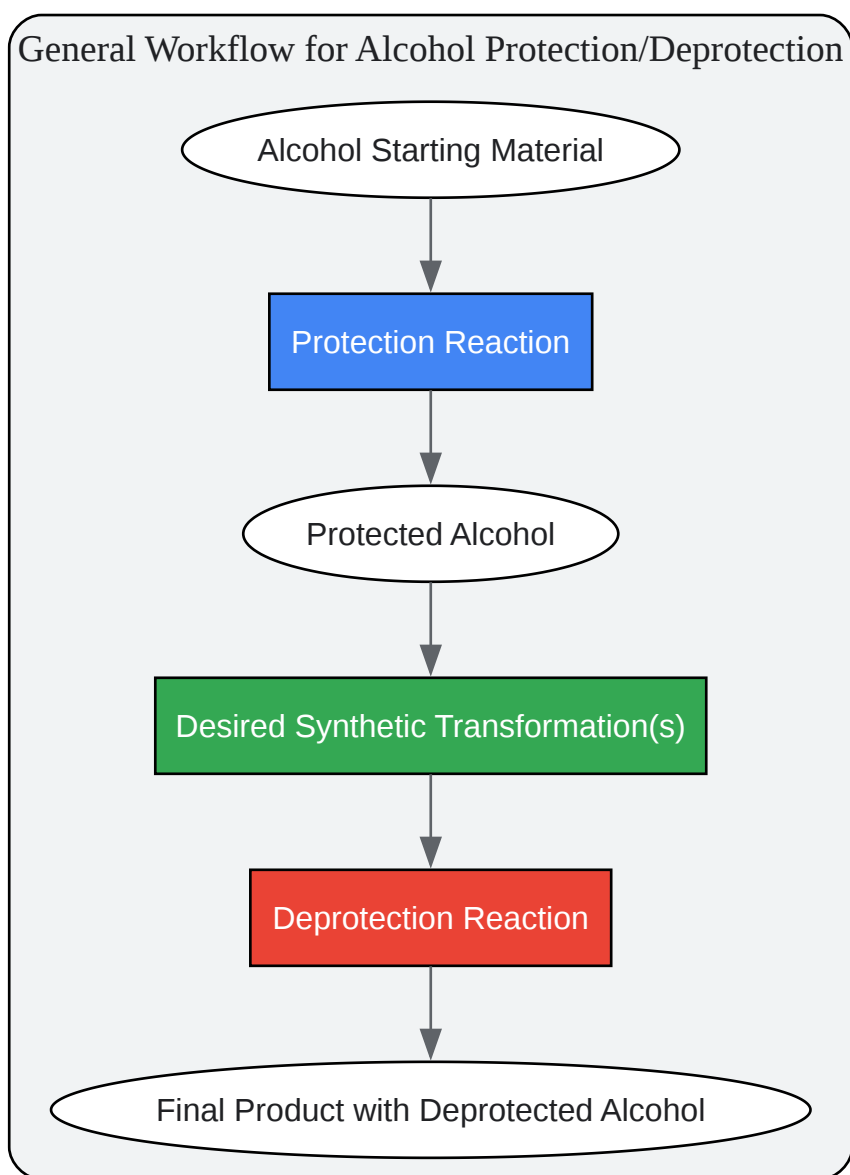 General Workflow for Alcohol Protection/Deprotection
Alcohol Starting Material
Protection Reaction
Protected Alcohol
Desired Synthetic Transformation(s)
Deprotection Reaction
Final Product with Deprotected Alcohol